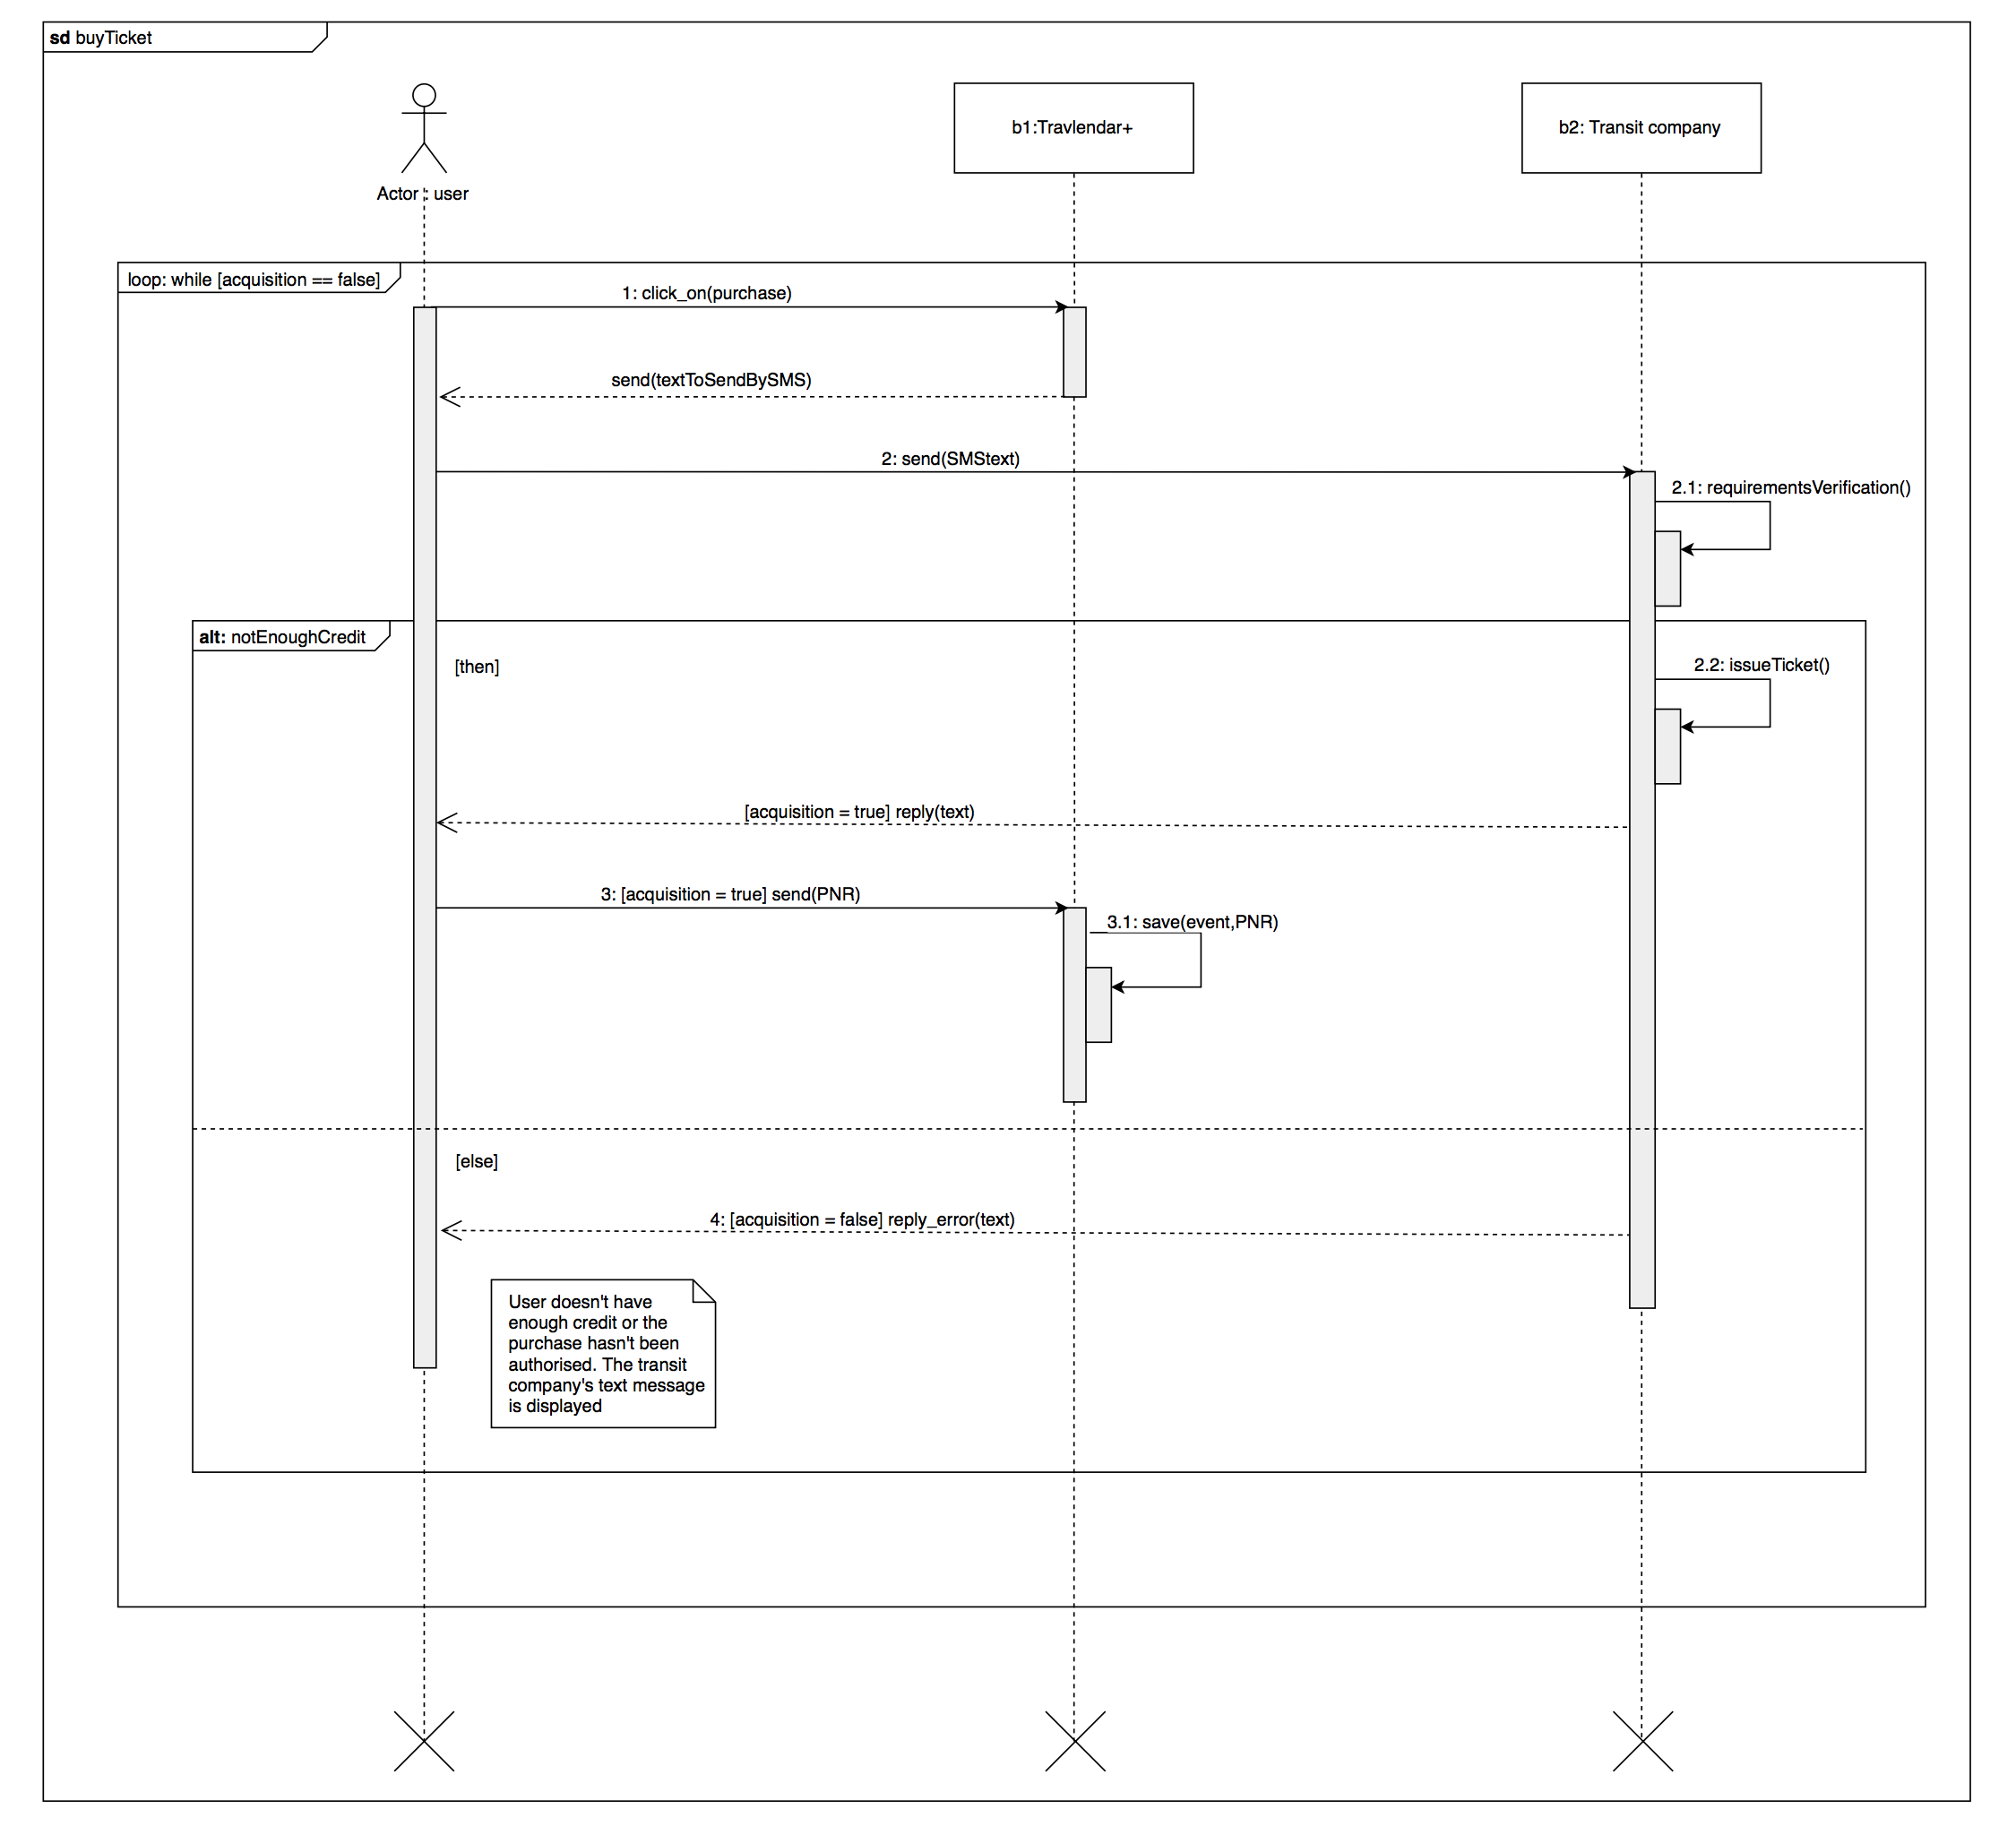 sd buyTicket
b1:Travlendar+
b2: Transit company
Actor : user
loop: while [acquisition == false]
1: click_on(purchase)
send(textToSendBySMS)
2: send(SMStext)
2.1: requirementsVerification()
alt: notEnoughCredit
[then]
2.2: issueTicket()
[acquisition = true] reply(text)
3: [acquisition = true] send(PNR)
3.1: save(event,PNR)
[else]
4: [acquisition = false] reply_error(text)
User doesn't have
enough credit or the
purchase hasn't been
authorised. The transit
company's text message
is displayed